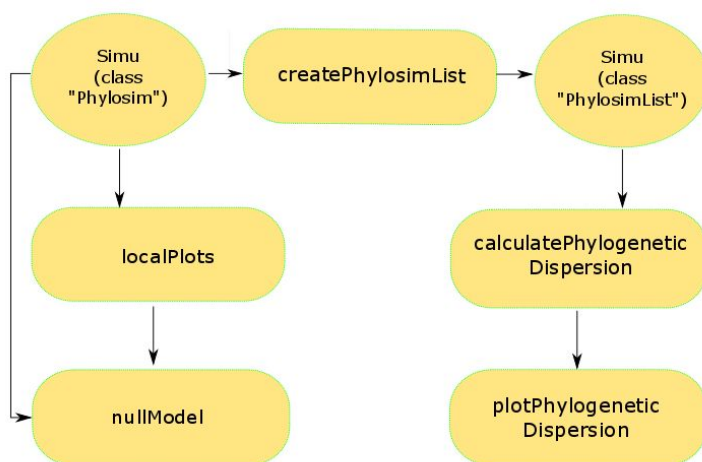 Simu
(class
"Phylosim")
createPhylosimList
Simu
(class
"PhylosimList")
localPlots
calculatePhylogenetic
Dispersion
nullModel
plotPhylogenetic
Dispersion